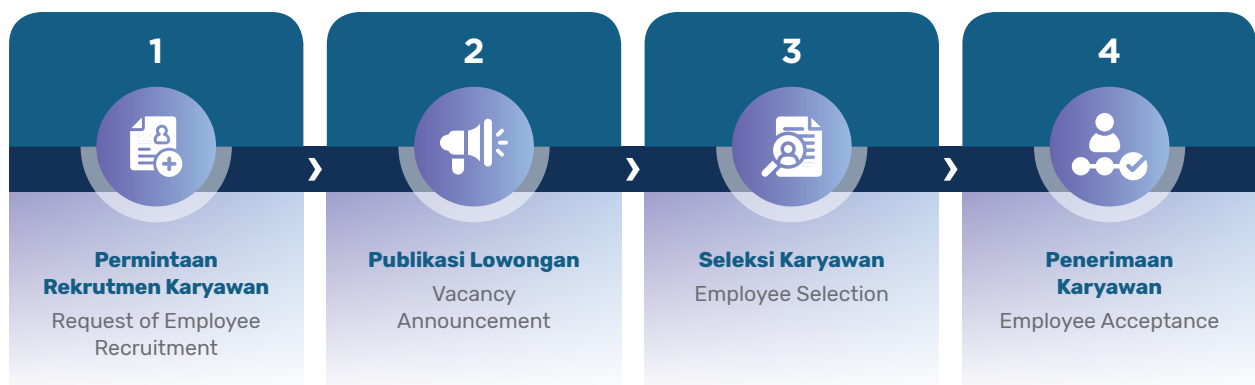 1
Permintaan
Rekrutmen Karyawan
Request of Employee
Recruitment
2
Publikasi Lowongan
Vacancy
Announcement
3
Seleksi Karyawan
Employee Selection
4
Penerimaan
Karyawan
Employee Acceptance